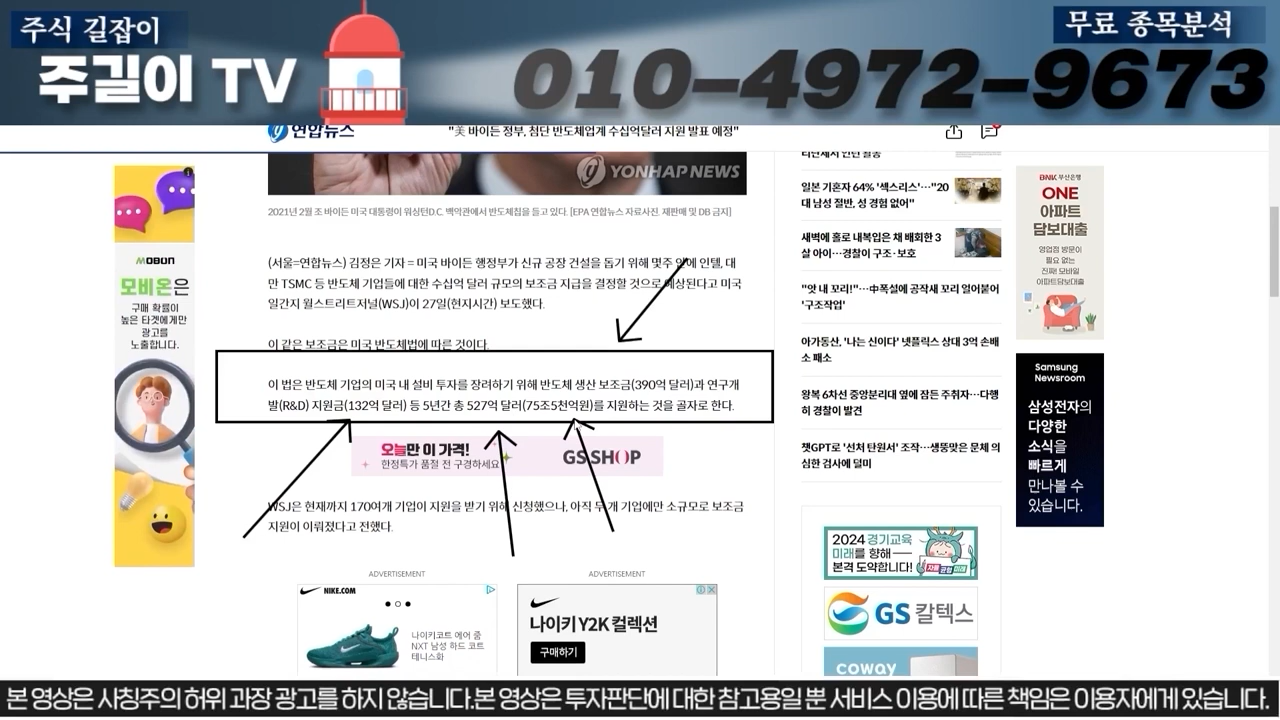 주식 길잡이
주길이 TV
무료 종목분석
010-4972-9673
연합뉴스
"美 바이든 정부, 첨단 반도체업계 수십억달러 지원 발표 예정"
YONHAP NEWS
2021년 2월 조 바이든 미국 대통령이 워싱턴D.C. 백악관에서 반도체칩을 들고 있다. [EPA 연합뉴스 자료사진. 재판매 및 DB 금지]
(서울=연합뉴스) 김정은 기자 = 미국 바이든 행정부가 신규 공장 건설을 돕기 위해 몇주 안에 인텔, 대
만 TSMC 등 반도체 기업들에 대한 수십억 달러 규모의 보조금 지급을 결정할 것으로 예상된다고 미국
일간지 월스트리트저널(WSJ)이 27일(현지시간) 보도했다.
이 같은 보조금은 미국 반도체법에 따른 것이다.
이 법은 반도체 기업의 미국 내 설비 투자를 장려하기 위해 반도체 생산 보조금(390억 달러)과 연구개
발(R&D) 지원금(132억 달러) 등 5년간 총 527억 달러(75조5천억원)를 지원하는 것을 골자로 한다.
오늘만 이 가격!
한정특가 품절 전 구경하세요
GS SHOP
WSJ은 현재까지 170여개 기업이 지원을 받기 위해 신청했으나, 아직 두 개 기업에만 소규모로 보조금
지원이 이뤄졌다고 전했다.
ADVERTISEMENT
NIKE.COM
나이키코트 에어 줌
NXT 남성 하드 코트
테니스화
ADVERTISEMENT
나이키 Y2K 컬렉션
구매하기
MOBON
모비온은
구매 확률이
높은 타겟에게만
광고를
노출합니다.
일본 기혼자 64% '섹스리스'…"20
대 남성 절반, 성 경험 없어"
새벽에 홀로 내복입은 채 배회한 3
살 아이…경찰이 구조·보호
"앗 내 꼬리!"…中폭설에 공작새 꼬리 얼어붙어
'구조작업'
아가동산, '나는 신이다' 넷플릭스 상대 3억 손배
소 패소
왕복 6차선 중앙분리대 옆에 잠든 주취자…다행
히 경찰이 발견
챗GPT로 '선처 탄원서' 조작…생뚱맞은 문체 의
심한 검사에 덜미
2024 경기교육
미래를 향해
본격 도약합니다!
자율 균형 미래
GS 칼텍스
coway
BNK 부산은행
ONE
아파트
담보대출
영업점 방문이
필요 없는
진짜! 모바일
아파트담보대출
Samsung
Newsroom
삼성전자의
다양한
소식을
빠르게
만나볼 수
있습니다.
본 영상은 사칭주의 허위 과장 광고를 하지 않습니다.본 영상은 투자판단에 대한 참고용일 뿐 서비스 이용에 따른 책임은 이용자에게 있습니다.